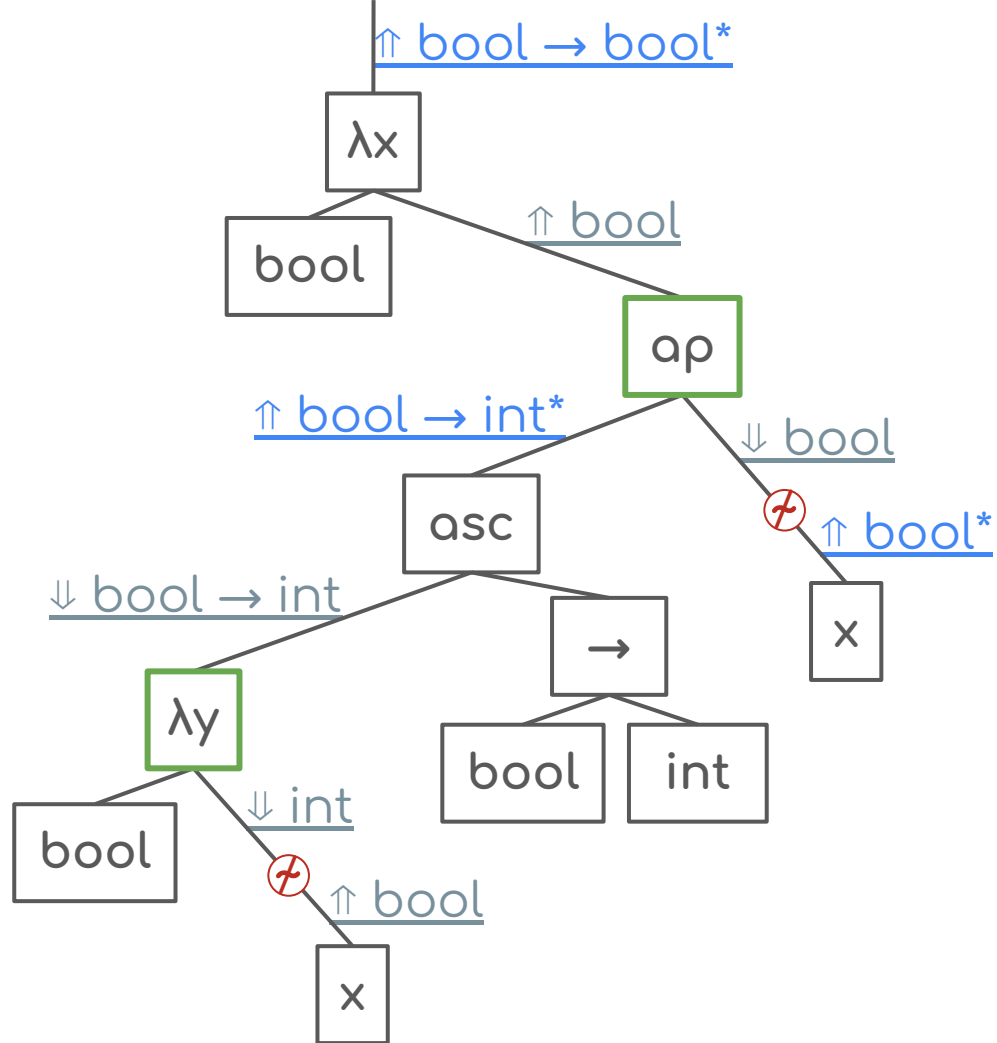 ⇑ bool → bool*
λx
⇑ bool
bool
ap
⇑ bool → int*
⇓ bool
asc
≁
⇑ bool*
⇓ bool → int
→
x
λy
bool
int
⇓ int
bool
≁
⇑ bool
x